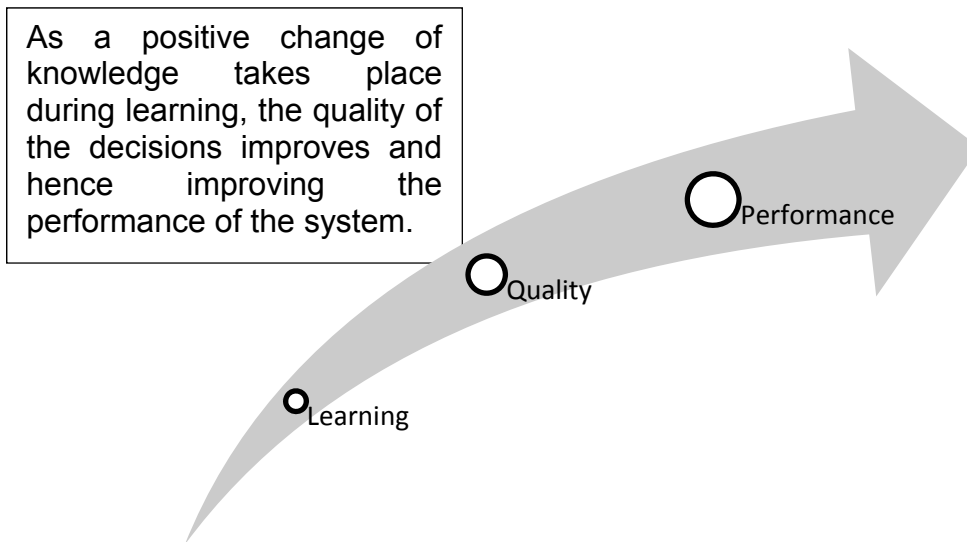 As a positive change of
knowledge takes place
during learning, the quality of
the decisions improves and
hence improving the
performance of the system.
Performance
Quality
Learning